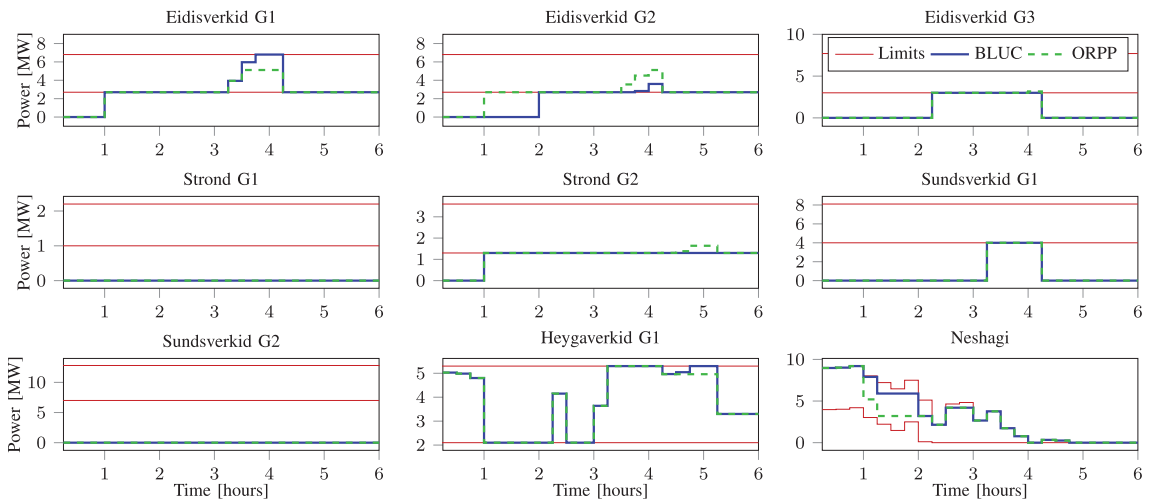 Eidisverkid G1 Eidisverkid G2 Eidisverkid G3
Power [MW]
8 8 10
6 6
4 4 5
2 2
0 0 0
Limits BLUC ORPP
1 2 3 4 5 6 1 2 3 4 5 6 1 2 3 4 5 6
Strond G1 Strond G2 Sundsverkid G1
Power [MW]
2 3 8
1 2 6
0 1 4
0 2
0
1 2 3 4 5 6 1 2 3 4 5 6 1 2 3 4 5 6
Sundsverkid G2 Heygaverkid G1 Neshagi
Power [MW]
10 5 10
5 4 5
0 3 0
2
1 2 3 4 5 6 1 2 3 4 5 6 1 2 3 4 5 6
Time [hours] Time [hours] Time [hours]